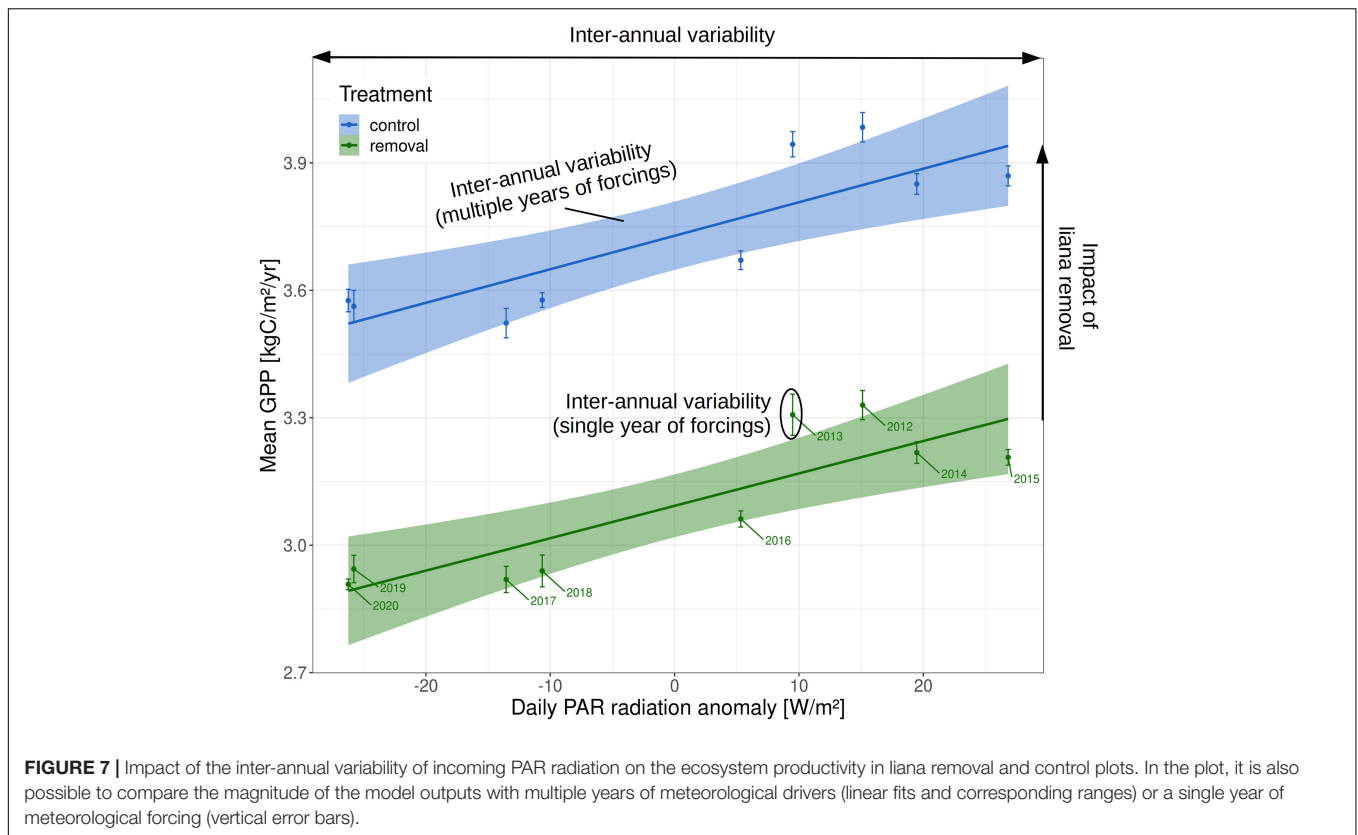 Inter-annual variability
Treatment
control
removal
Inter-annual variability
(multiple years of forcings)
Mean GPP [kgC/m²/yr]
3.9
3.6
3.3
3.0
2.7
Impact of
liana removal
Inter-annual variability
(single year of forcings)
2013
2012
2014
2015
2016
2019
2020
2017
2018
-20
-10
0
10
20
Daily PAR radiation anomaly [W/m²]
FIGURE 7 | Impact of the inter-annual variability of incoming PAR radiation on the ecosystem productivity in liana removal and control plots. In the plot, it is also
possible to compare the magnitude of the model outputs with multiple years of meteorological drivers (linear fits and corresponding ranges) or a single year of
meteorological forcing (vertical error bars).